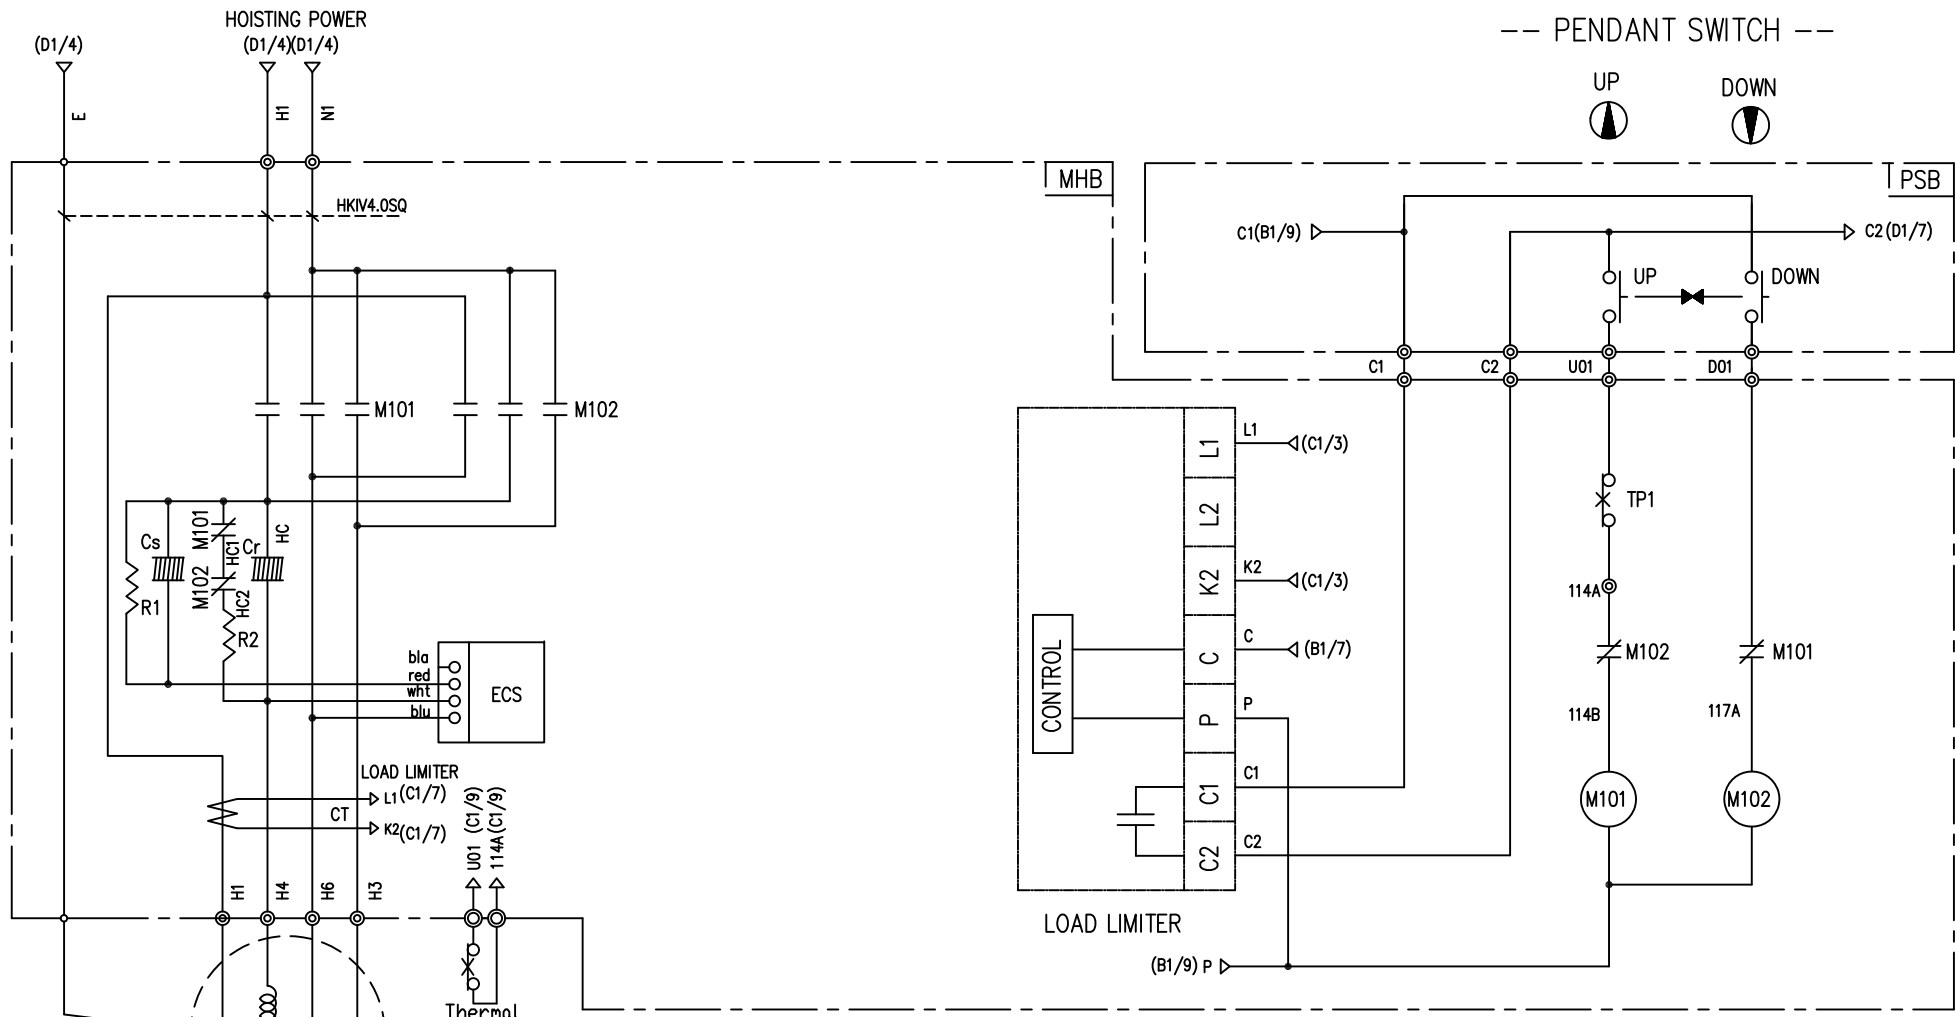 HOISTING POWER
(D1/4)
(D1/4)(D1/4)
-- PENDANT SWITCH --
UP
DOWN
E
H1
N1
MHB
PSB
HKIV4.0SQ
C1(B1/9)
C2(D1/7)
UP
DOWN
C1
C2
U01
D01
M101
M102
L1
L1
(C1/3)
L2
K2
K2
(C1/3)
C
C
(B1/7)
P
P
C1
C1
C2
C2
CONTROL
LOAD LIMITER
(B1/9) P
TP1
114A
M102
M101
114B
117A
M101
M102
Cs
M101
HC1
Cr
HC
M102
HC2
R1
R2
bla
red
wht
blu
ECS
LOAD LIMITER
L1(C1/7)
CT
K2(C1/7)
U01 (C1/9)
114A(C1/9)
H1
H4
H6
H3
Thermal